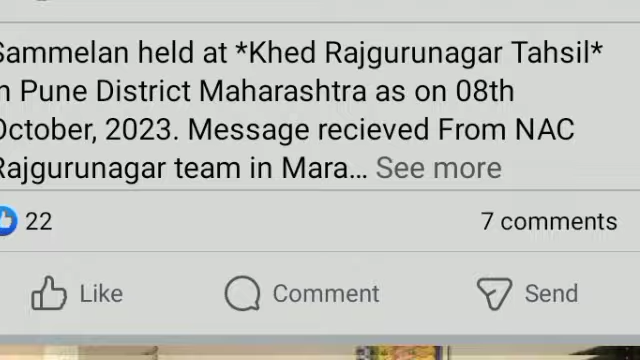 Sammelan held at *Khed Rajgurunagar Tahsil*
n Pune District Maharashtra as on 08th
October, 2023. Message recieved From NAC
Rajgurunagar team in Mara... See more
22
7 comments
Like
Comment
Send